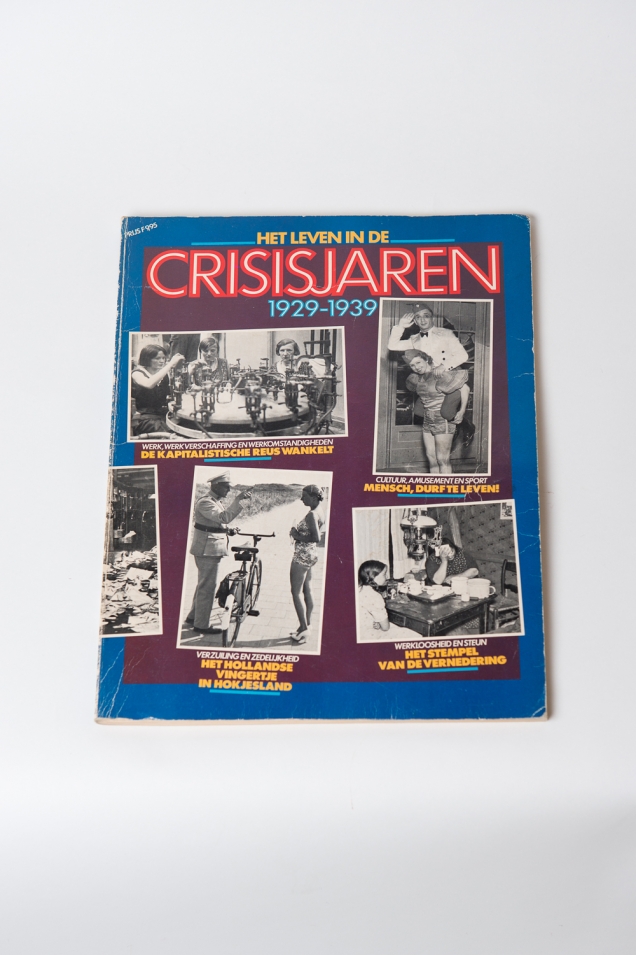 PRIJS F 9,95
HET LEVEN IN DE
CRISISJAREN
1929-1939
WERK, WERKVERSCHAFFING EN WERKOMSTANDIGHEDEN
DE KAPITALISTISCHE REUS WANKELT
CULTUUR, AMUSEMENT EN SPORT
MENSCH, DURF TE LEVEN!
VERZUILING EN ZEDELIJKHEID
HET HOLLANDSE
VINGERTJE
IN HOKJESLAND
WERKLOOSHEID EN STEUN
HET STEMPEL
VAN DE VERNEDERING